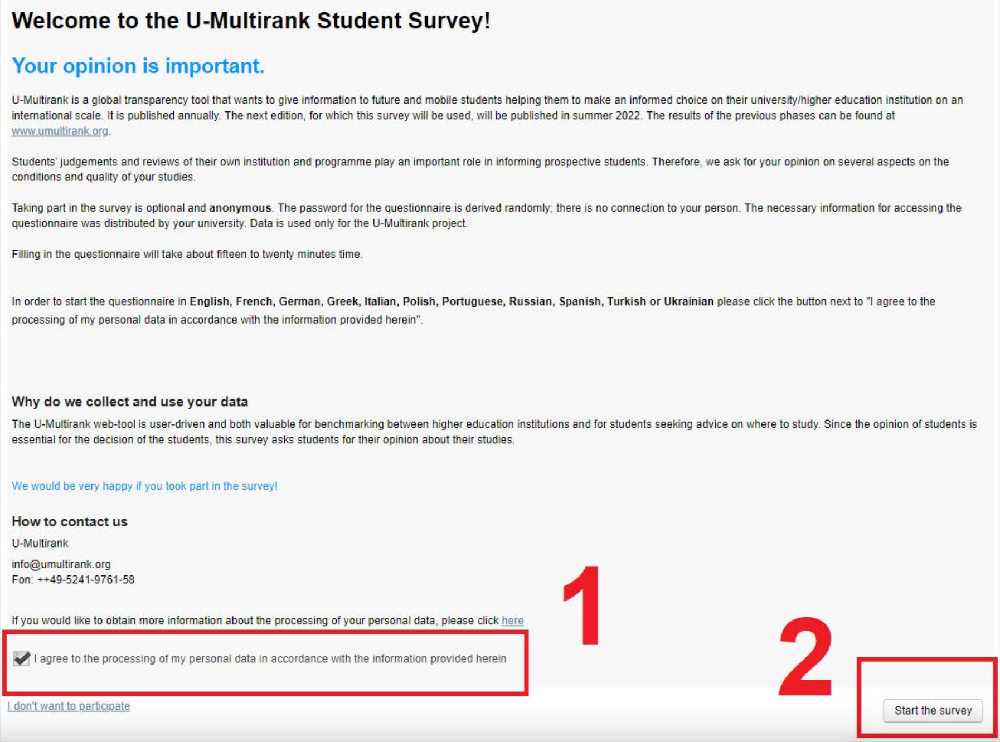 Welcome to the U-Multirank Student Survey!
Your opinion is important.
U-Multirank is a global transparency tool that wants to give information to future and mobile students helping them to make an informed choice on their university/higher education institution on an
international scale. It is published annually. The next edition, for which this survey will be used, will be published in summer 2022. The results of the previous phases can be found at
www.umultirank.org.
Students' judgements and reviews of their own institution and programme play an important role in informing prospective students. Therefore, we ask for your opinion on several aspects on the
conditions and quality of your studies.
Taking part in the survey is optional and anonymous. The password for the questionnaire is derived randomly; there is no connection to your person. The necessary information for accessing the
questionnaire was distributed by your university. Data is used only for the U-Multirank project.
Filling in the questionnaire will take about fifteen to twenty minutes time.
In order to start the questionnaire in English, French, German, Greek, Italian, Polish, Portuguese, Russian, Spanish, Turkish or Ukrainian please click the button next to "I agree to the
processing of my personal data in accordance with the information provided herein".
Why do we collect and use your data
The U-Multirank web-tool is user-driven and both valuable for benchmarking between higher education institutions and for students seeking advice on where to study. Since the opinion of students is
essential for the decision of the students, this survey asks students for their opinion about their studies.
We would be very happy if you took part in the survey!
How to contact us
U-Multirank
info@umultirank.org
Fon: ++49-5241-9761-58
If you would like to obtain more information about the processing of your personal data, please click here
1
I agree to the processing of my personal data in accordance with the information provided herein
2
I don't want to participate
Start the survey